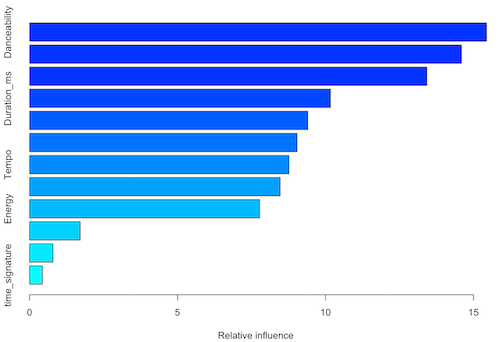 Danceability
Duration_ms
Tempo
Energy
time_signature
0 5 10 15
Relative influence